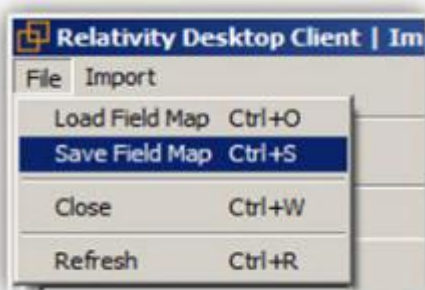 Relativity Desktop Client | Im
File Import
Load Field Map Ctrl+O
Save Field Map Ctrl+S
Close Ctrl+W
Refresh Ctrl+R